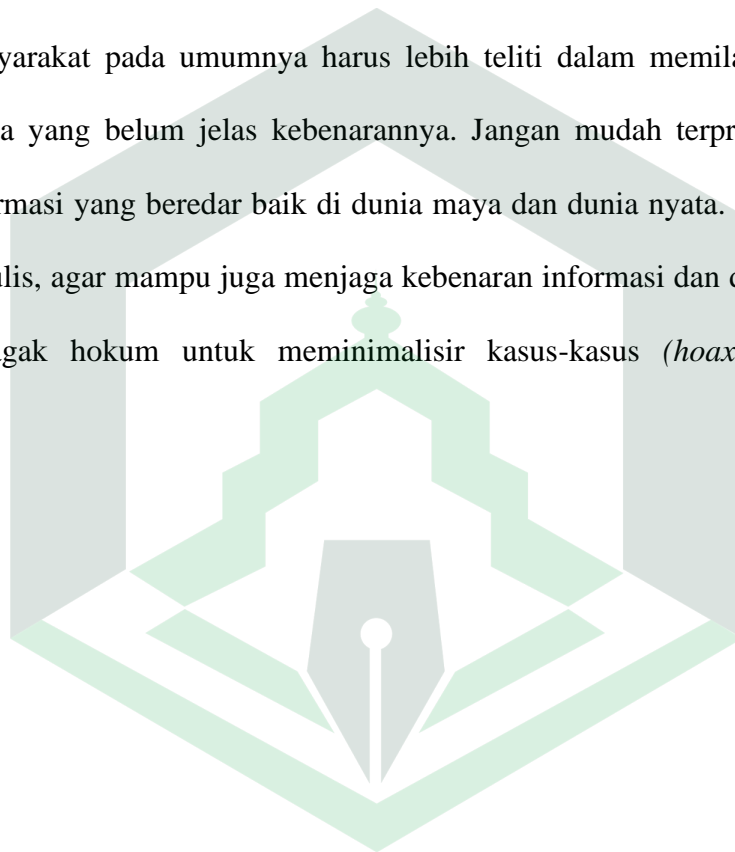 yarakat pada umumnya harus lebih teliti dalam memila
a yang belum jelas kebenarannya. Jangan mudah terpr
rmasi yang beredar baik di dunia maya dan dunia nyata.
ulis, agar mampu juga menjaga kebenaran informasi dan
gak hokum untuk meminimalisir kasus-kasus (hoax